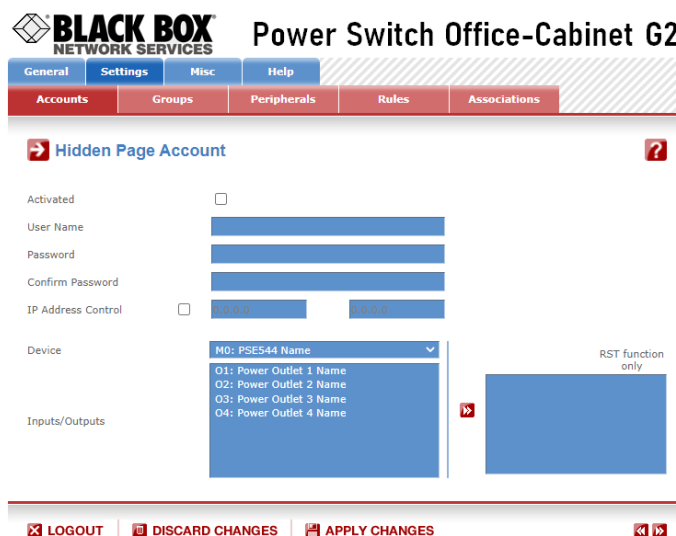 BLACK BOX®
NETWORK SERVICES
Power Switch Office-Cabinet G2
General Settings Misc Help
Accounts Groups Peripherals Rules Associations
Hidden Page Account
?
Activated
User Name
Password
Confirm Password
IP Address Control 0.0.0.0 0.0.0.0
Device M0: PSE544 Name
RST function
only
O1: Power Outlet 1 Name
O2: Power Outlet 2 Name
O3: Power Outlet 3 Name
O4: Power Outlet 4 Name
Inputs/Outputs
LOGOUT DISCARD CHANGES APPLY CHANGES